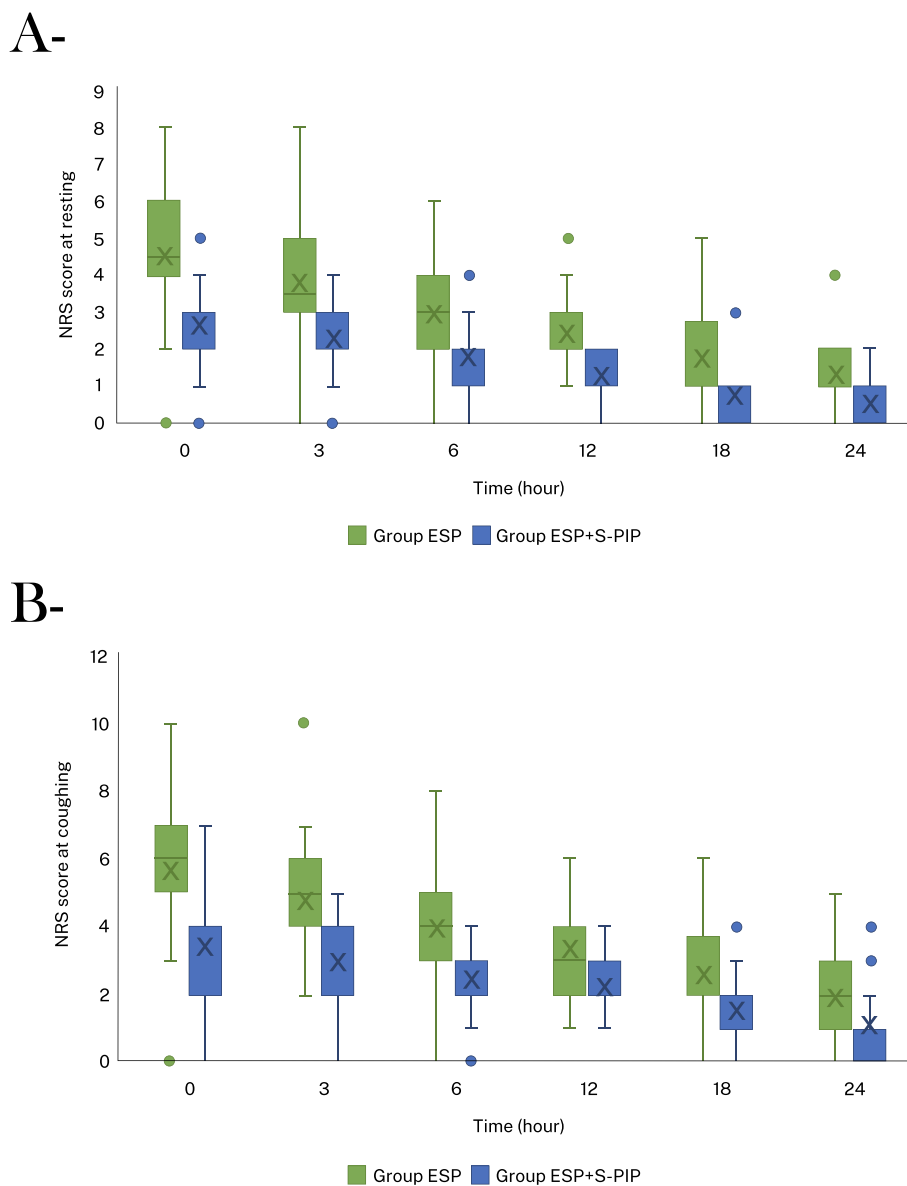 A-
9
8
7
6
5
4
3
2
1
0
NRS score at resting
0 3 6 12 18 24
Time (hour)
Group ESP Group ESP+S-PIP
B-
12
10
8
6
4
2
0
NRS score at coughing
0 3 6 12 18 24
Time (hour)
Group ESP Group ESP+S-PIP